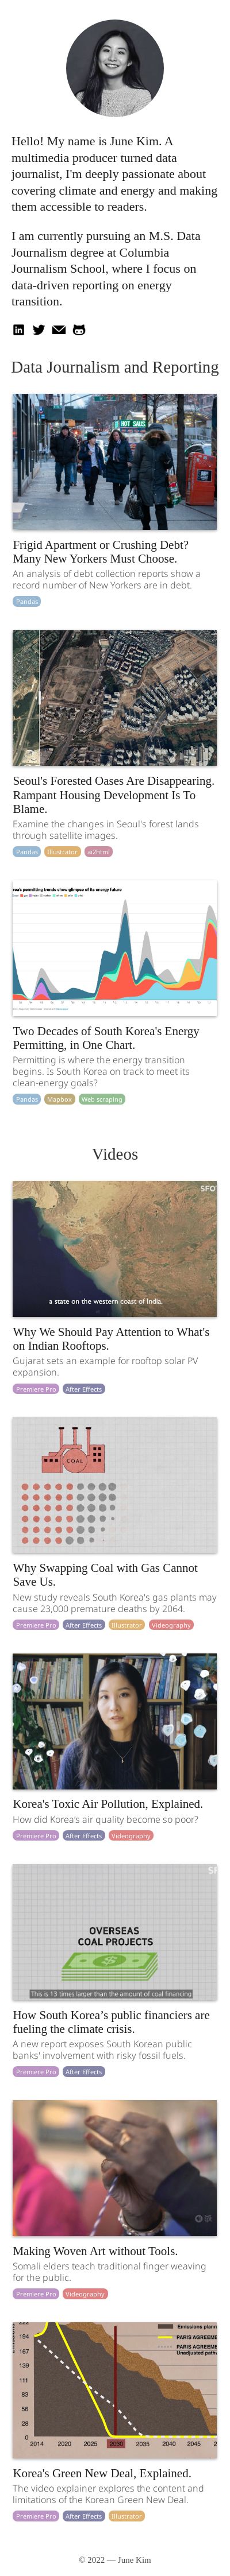 Hello! My name is June Kim. A
multimedia producer turned data
journalist, I'm deeply passionate about
covering climate and energy and making
them accessible to readers.
I am currently pursuing an M.S. Data
Journalism degree at Columbia
Journalism School, where I focus on
data-driven reporting on energy
transition.
Data Journalism and Reporting
HOT SADS
Frigid Apartment or Crushing Debt?
Many New Yorkers Must Choose.
An analysis of debt collection reports show a
record number of New Yorkers are in debt.
Pandas
Seoul's Forested Oases Are Disappearing.
Rampant Housing Development Is To
Blame.
Examine the changes in Seoul's forest lands
through satellite images.
Pandas Illustrator ai2html
permitting trends show glimpse of its energy future
Two Decades of South Korea's Energy
Permitting, in One Chart.
Permitting is where the energy transition
begins. Is South Korea on track to meet its
clean-energy goals?
Pandas Mapbox Web scraping
Videos
a state on the western coast of India.
Why We Should Pay Attention to What's
on Indian Rooftops.
Gujarat sets an example for rooftop solar PV
expansion.
Premiere Pro After Effects
COAL
Why Swapping Coal with Gas Cannot
Save Us.
New study reveals South Korea's gas plants may
cause 23,000 premature deaths by 2064.
Premiere Pro After Effects Illustrator Videography
Korea's Toxic Air Pollution, Explained.
How did Korea's air quality become so poor?
Premiere Pro After Effects Videography
OVERSEAS
COAL PROJECTS
This is 13 times larger than the amount of coal financing
How South Korea’s public financiers are
fueling the climate crisis.
A new report exposes South Korean public
banks' involvement with risky fossil fuels.
Premiere Pro After Effects
Making Woven Art without Tools.
Somali elders teach traditional finger weaving
for the public.
Premiere Pro Videography
Emissions plann
PARIS AGREEME
PARIS AGREEME
Unadjusted path
194
167
139
111
83
56
28
0
2014 2020 2025 2030 2035 2040 2045
Korea's Green New Deal, Explained.
The video explainer explores the content and
limitations of the Korean Green New Deal.
Premiere Pro After Effects Illustrator
© 2022 — June Kim